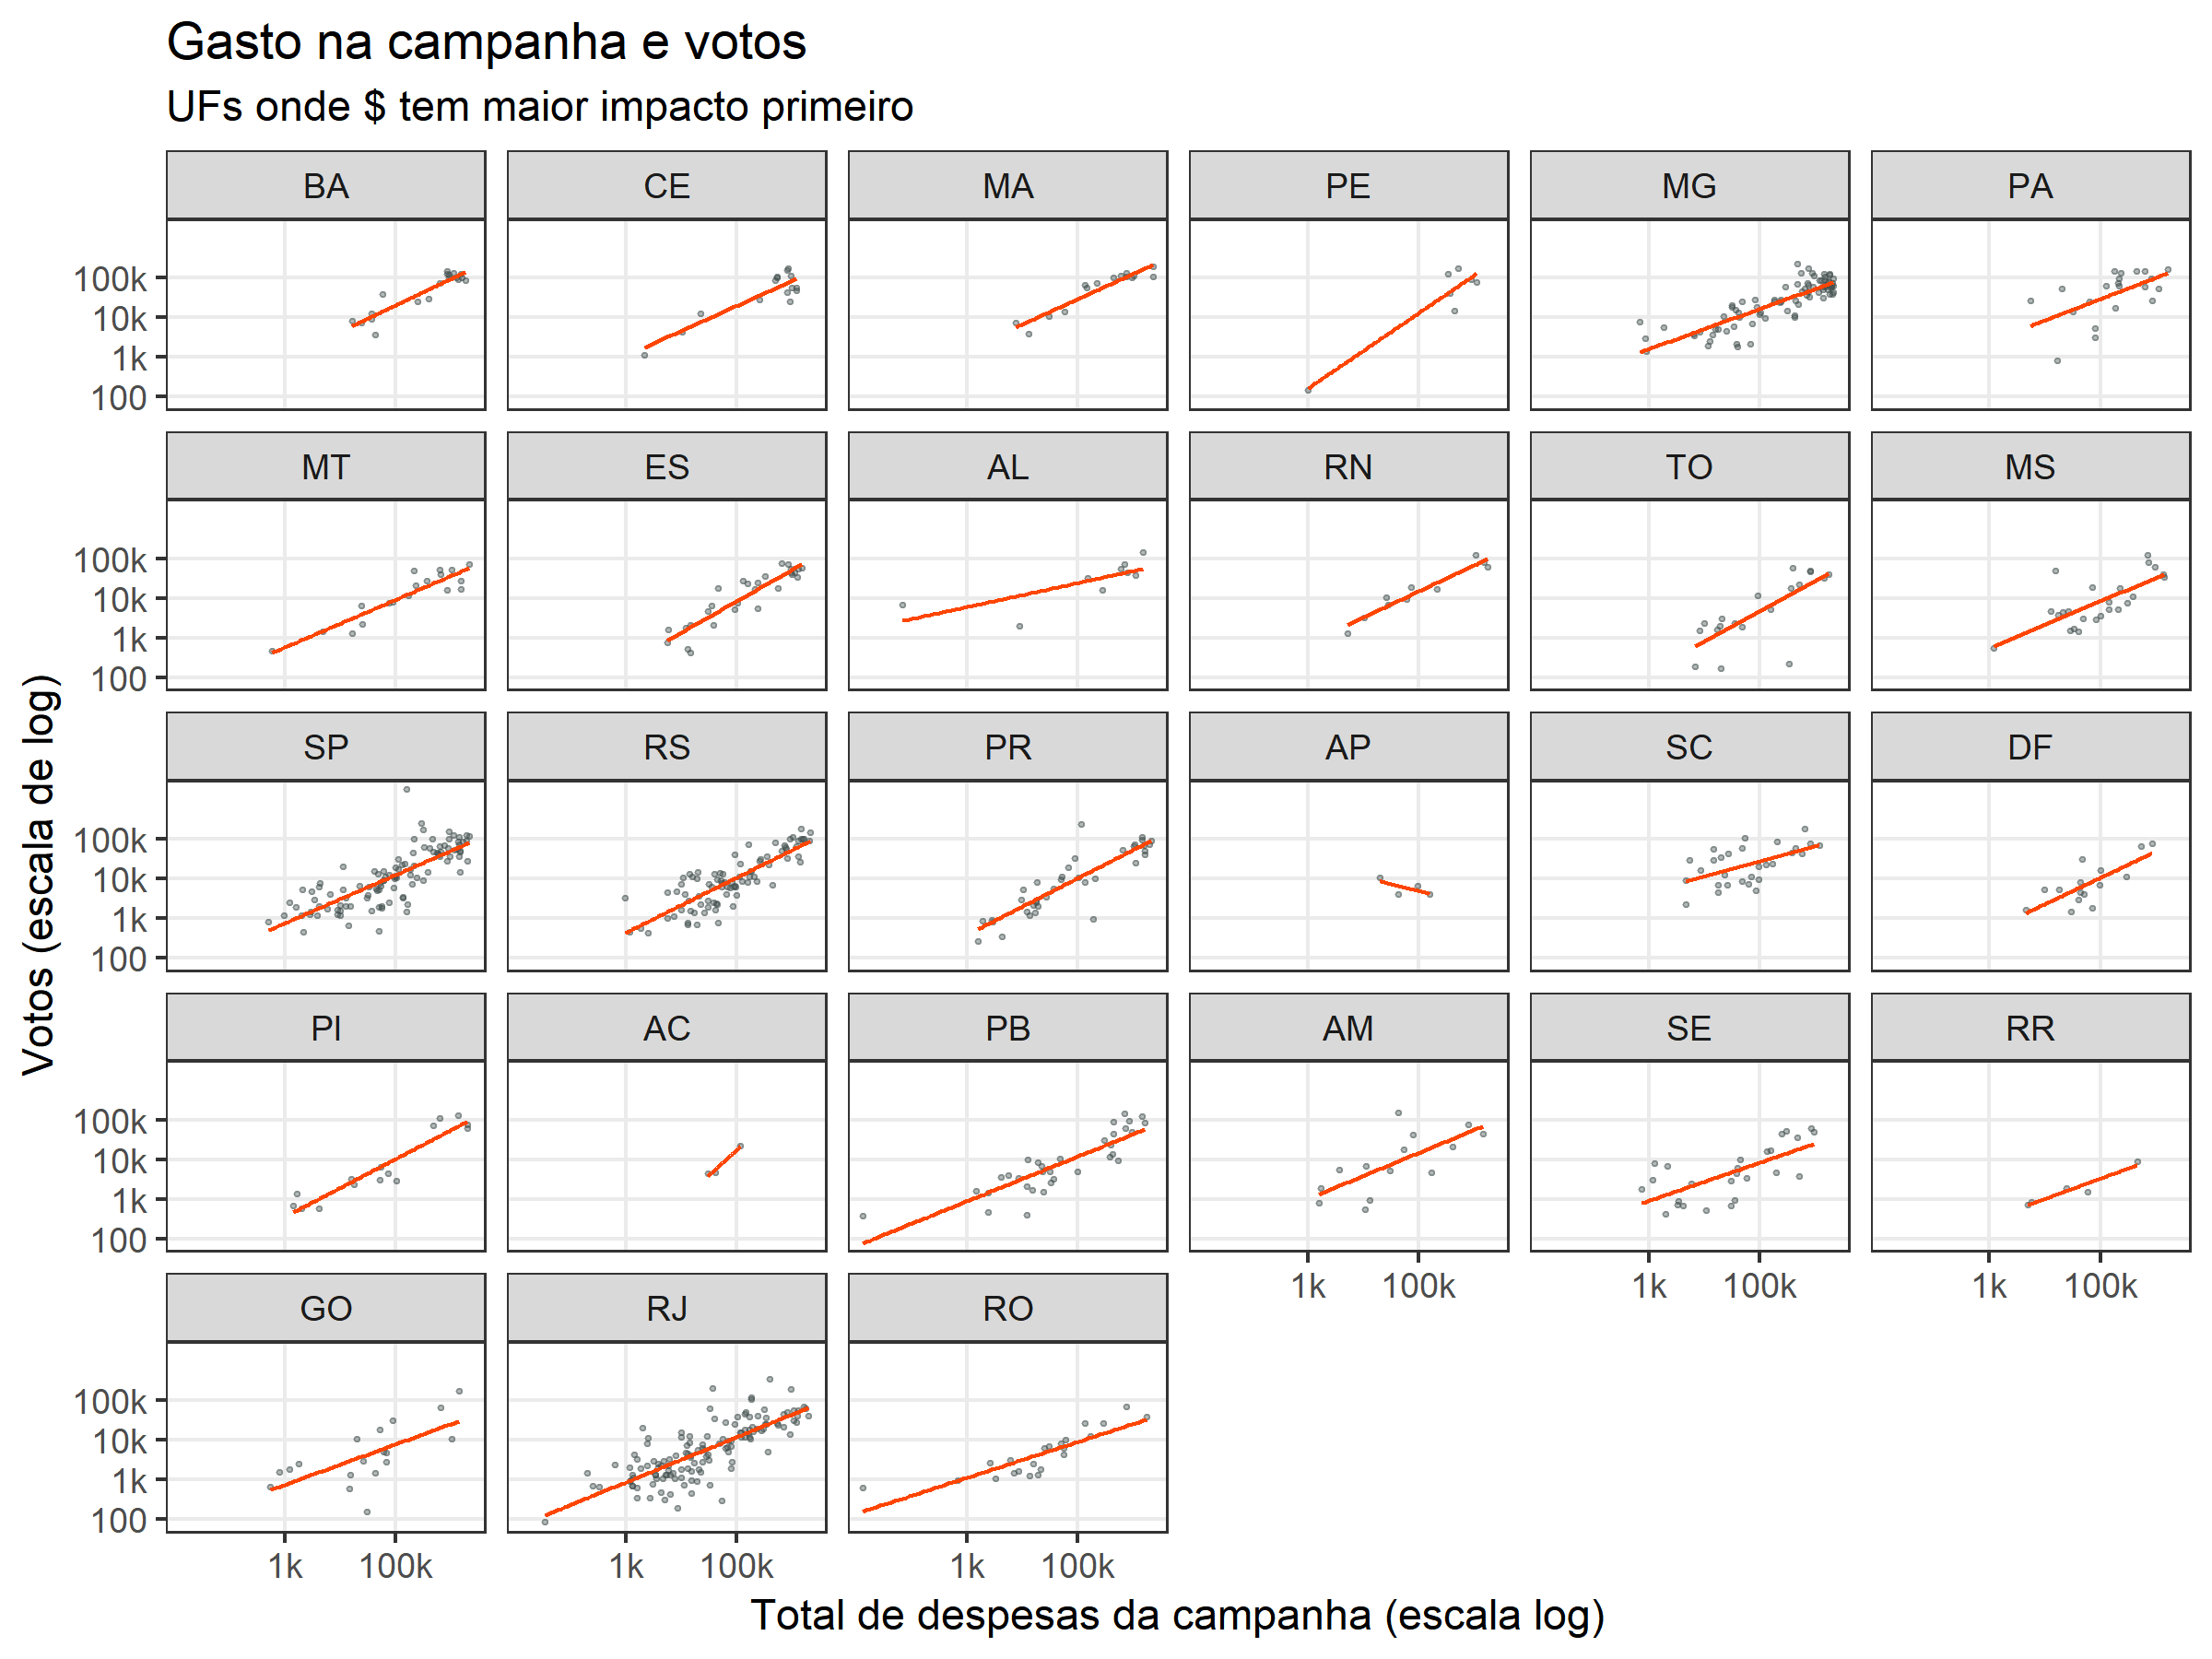 Gasto na campanha e votos
UFs onde $ tem maior impacto primeiro
BA CE MA PE MG PA
100k
10k
1k
100
MT ES AL RN TO MS
100k
10k
1k
100
SP RS PR AP SC DF
100k
10k
1k
100
PI AC PB AM SE RR
100k
10k
1k
100
1k 100k 1k 100k 1k 100k
GO RJ RO
100k
10k
1k
100
1k 100k 1k 100k 1k 100k
Total de despesas da campanha (escala log)
Votos (escala de log)